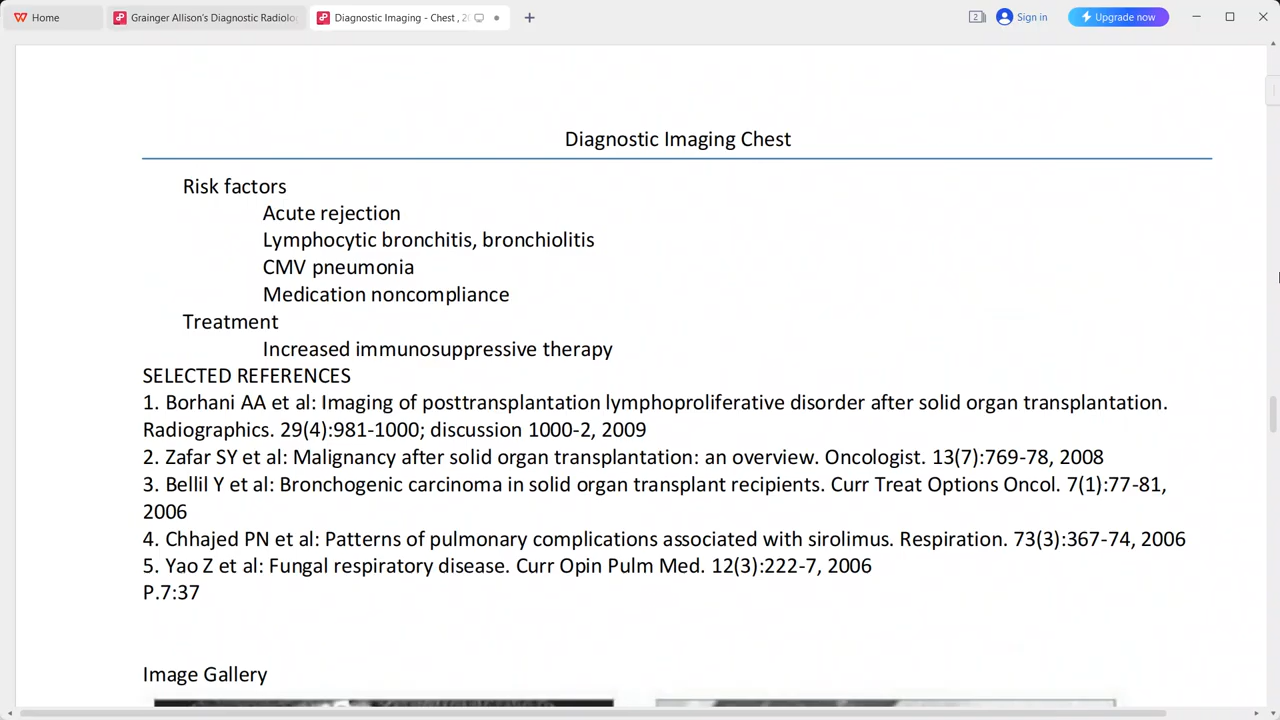 Home
Grainger Allison's Diagnostic Radiolo
Diagnostic Imaging - Chest , 2
2
Sign in
Upgrade now
Diagnostic Imaging Chest
Risk factors
Acute rejection
Lymphocytic bronchitis, bronchiolitis
CMV pneumonia
Medication noncompliance
Treatment
Increased immunosuppressive therapy
SELECTED REFERENCES
1. Borhani AA et al: Imaging of posttransplantation lymphoproliferative disorder after solid organ transplantation.
Radiographics. 29(4):981-1000; discussion 1000-2, 2009
2. Zafar SY et al: Malignancy after solid organ transplantation: an overview. Oncologist. 13(7):769-78, 2008
3. Bellil Y et al: Bronchogenic carcinoma in solid organ transplant recipients. Curr Treat Options Oncol. 7(1):77-81,
2006
4. Chhajed PN et al: Patterns of pulmonary complications associated with sirolimus. Respiration. 73(3):367-74, 2006
5. Yao Z et al: Fungal respiratory disease. Curr Opin Pulm Med. 12(3):222-7, 2006
P.7:37
Image Gallery